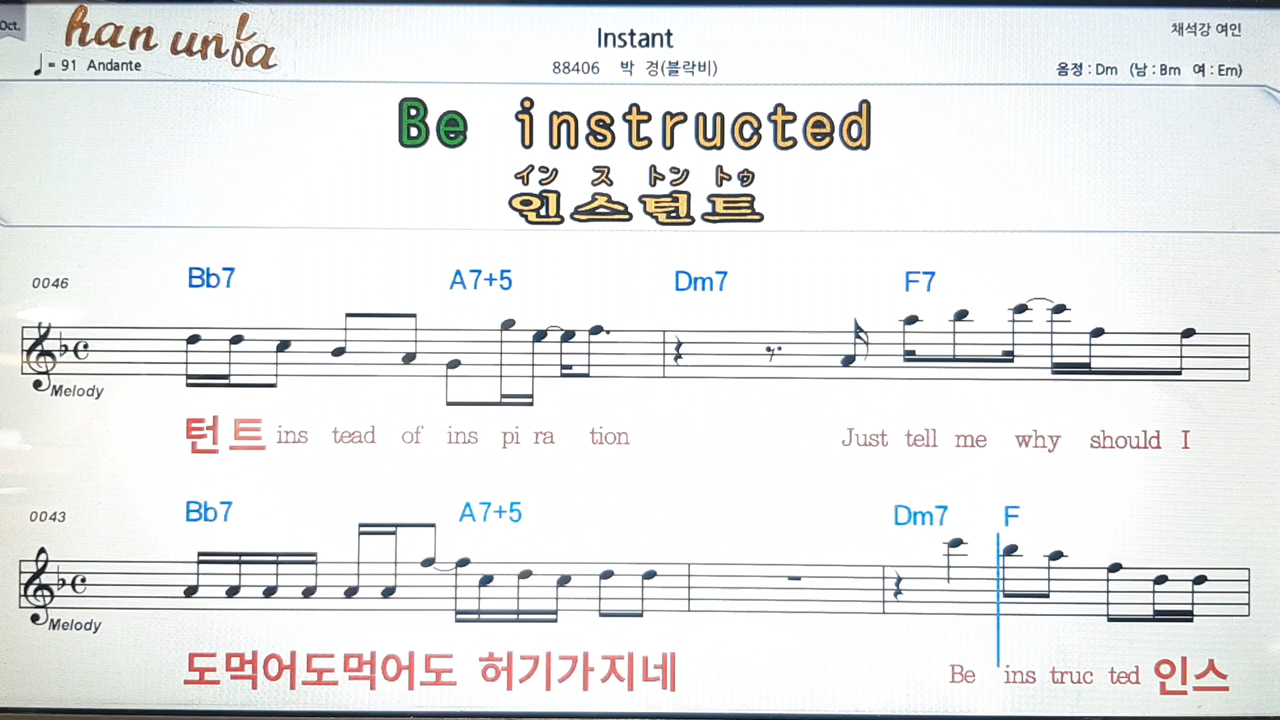 Oct.
han unfa
Instant
채석강 여인
♩= 91 Andante
88406 박 경(블락비)
음정 : Dm (남 : Bm 여 : Em)
Be instructed
イン ス トン トゥ
인스턴트
0046
Bb7 A7+5 Dm7 F7
Melody
턴 트 ins tead of ins pi ra tion Just tell me why should I
0043
Bb7 A7+5 Dm7 F
Melody
도먹어도먹어도 허기가지네 Be ins truc ted 인스